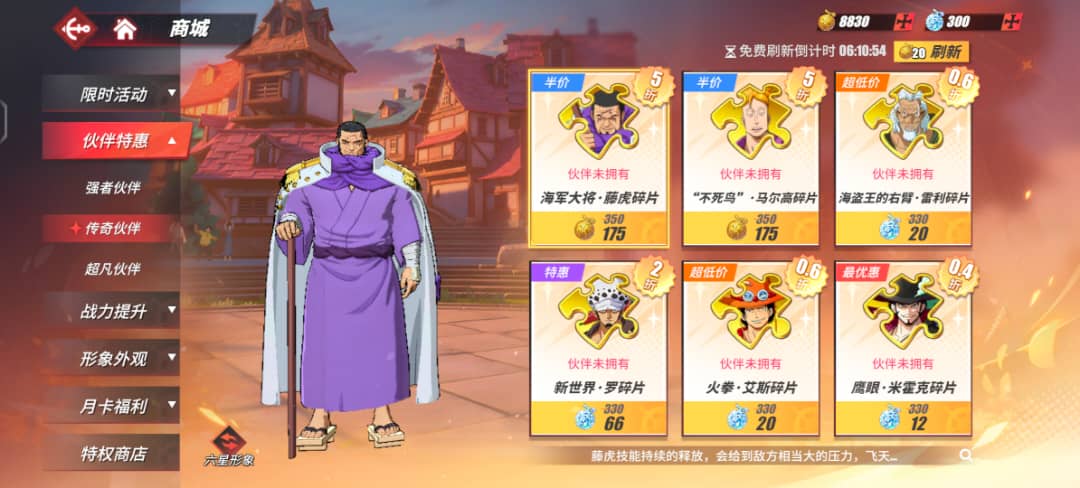 商城
8830
300
免费刷新倒计时 06:10:54
20 刷新
限时活动
伙伴特惠
强者伙伴
传奇伙伴
超凡伙伴
战力提升
形象外观
月卡福利
特权商店
六星形象
半价
5折
伙伴未拥有
海军大将·藤虎碎片
350
175
半价
5折
伙伴未拥有
“不死鸟”·马尔高碎片
350
175
超低价
0.6折
伙伴未拥有
海盗王的右臂·雷利碎片
330
20
特惠
2折
伙伴未拥有
新世界·罗碎片
330
66
超低价
0.6折
伙伴未拥有
火拳·艾斯碎片
330
20
最优惠
0.4折
伙伴未拥有
鹰眼·米霍克碎片
330
12
藤虎技能持续的释放，会给到敌方相当大的压力，飞天...